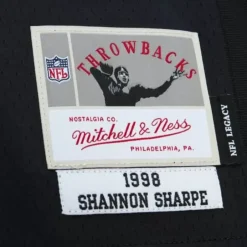 THROWBACKS
NFL
NOSTALGIA CO.
Mitchell & Ness
PHILADELPHIA, PA.
NFL LEGACY
1998
SHANNON SHARPE